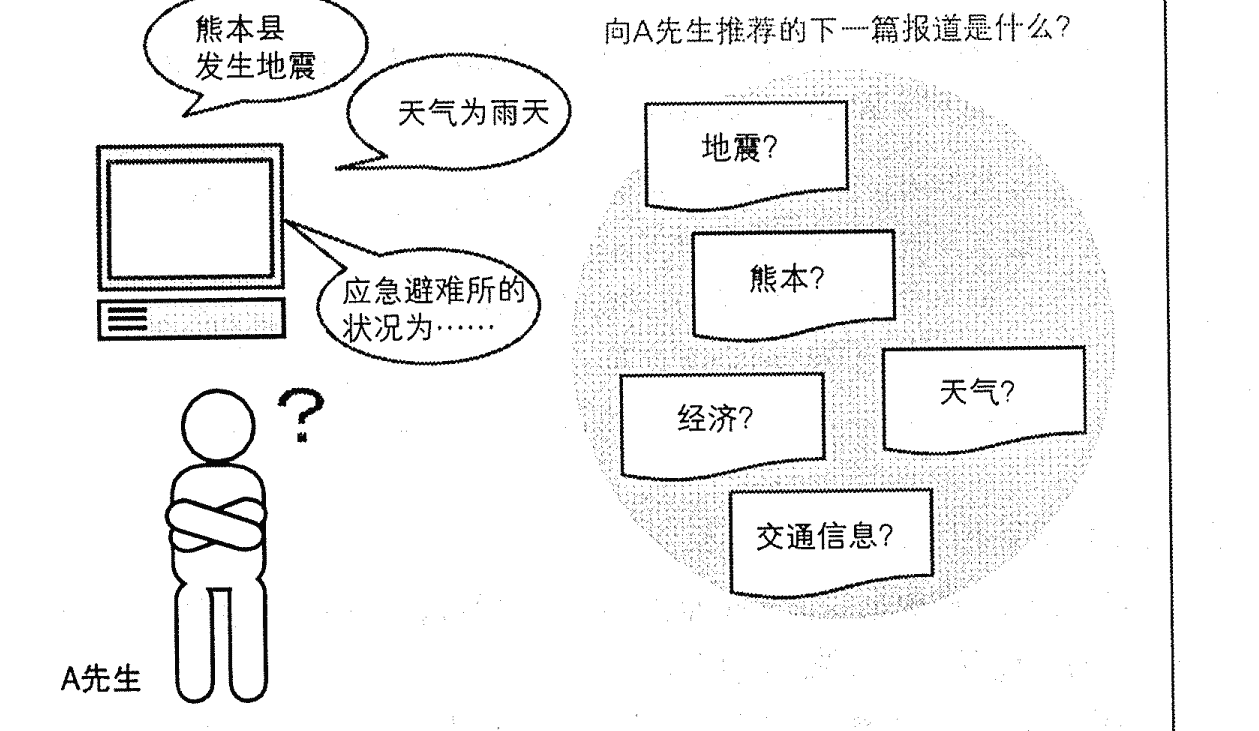 熊本县
发生地震
天气为雨天
应急避难所的
状况为……
?
A先生
向A先生推荐的下一篇报道是什么?
地震?
熊本?
天气?
经济?
交通信息?